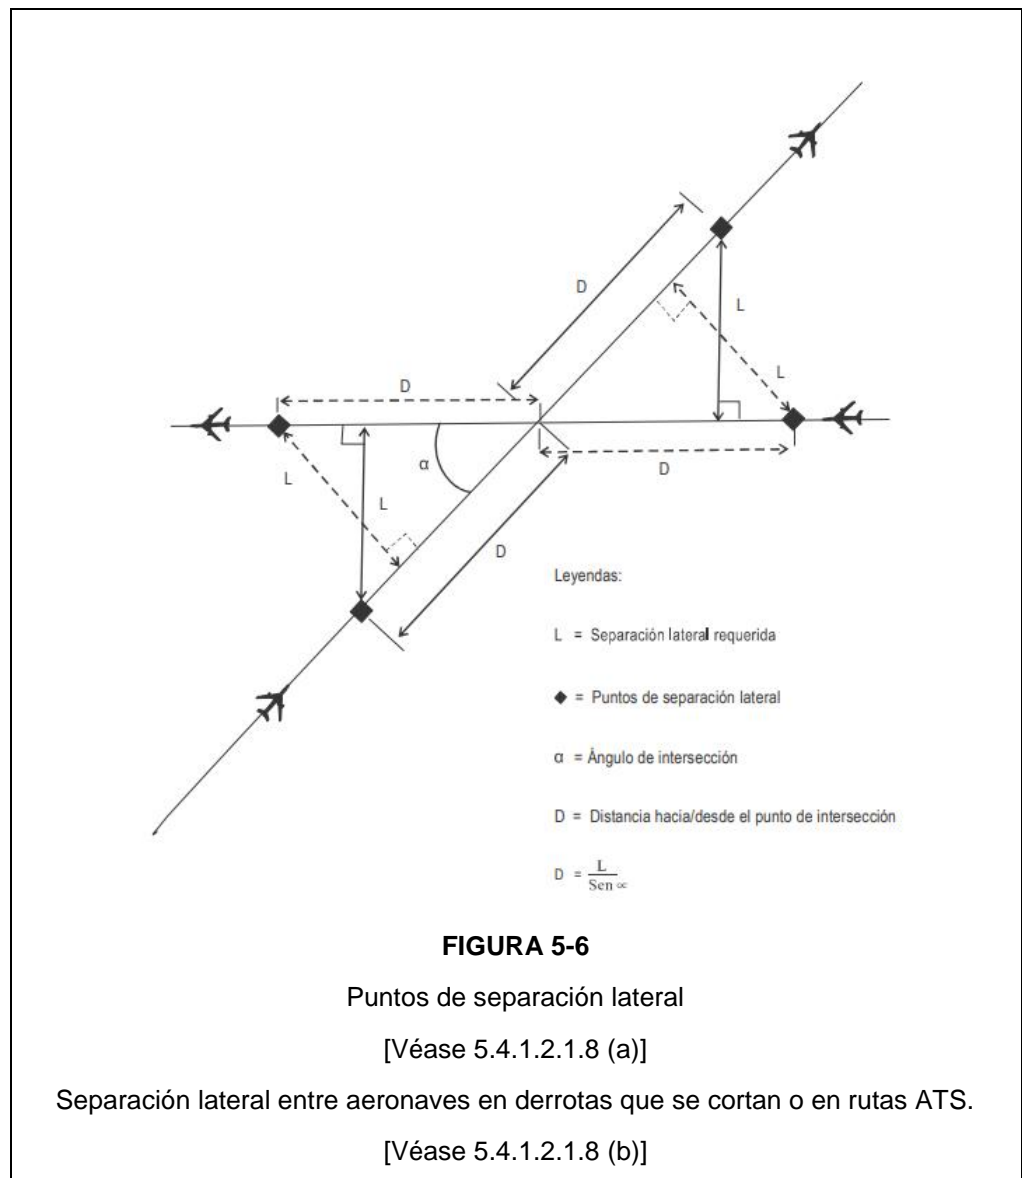 D
L
D
L
D
α
L
L
D
Leyendas:
L = Separación lateral requerida
◆ = Puntos de separación lateral
α = Ángulo de intersección
D = Distancia hacia/desde el punto de intersección
D = L / Sen ∝
FIGURA 5-6
Puntos de separación lateral
[Véase 5.4.1.2.1.8 (a)]
Separación lateral entre aeronaves en derrotas que se cortan o en rutas ATS.
[Véase 5.4.1.2.1.8 (b)]